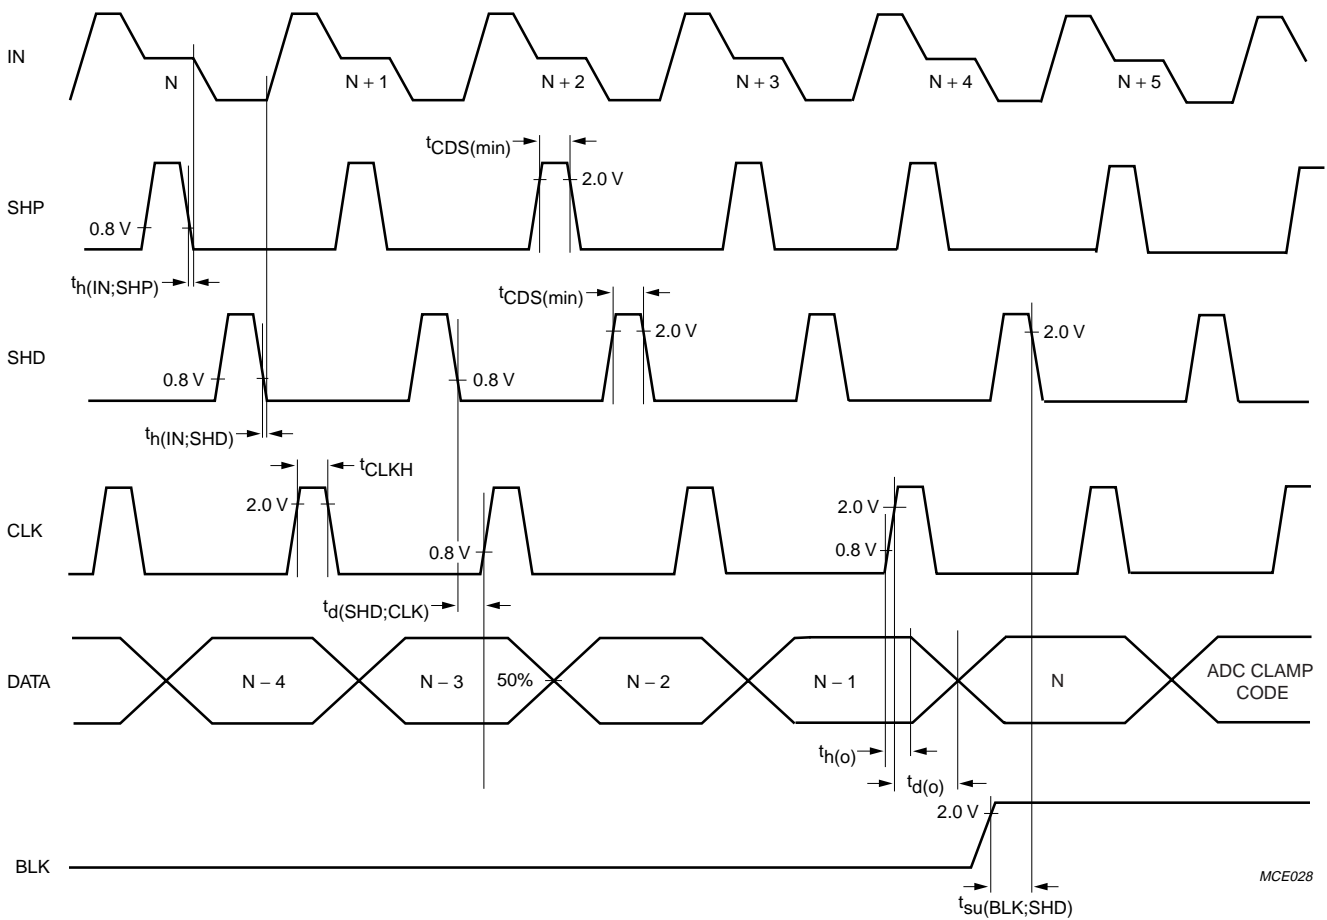 IN
N
N + 1
N + 2
N + 3
N + 4
N + 5
tCDS(min)
2.0 V
SHP
0.8 V
th(IN;SHP)
tCDS(min)
2.0 V
2.0 V
SHD
0.8 V
0.8 V
th(IN;SHD)
tCLKH
2.0 V
2.0 V
CLK
0.8 V
0.8 V
td(SHD;CLK)
DATA
N − 4
N − 3
50%
N − 2
N − 1
N
ADC CLAMP
CODE
th(o)
td(o)
2.0 V
BLK
MCE028
tsu(BLK;SHD)